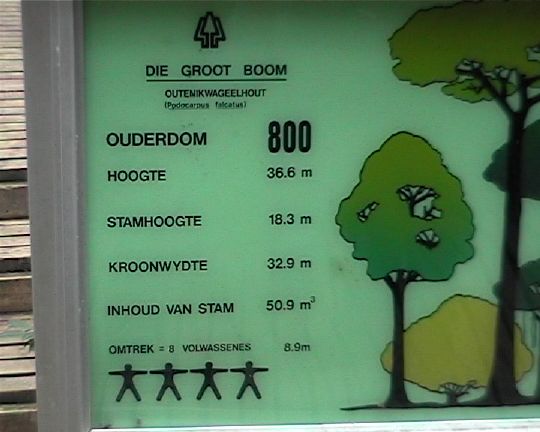 DIE GROOT BOOM
OUTENIKWAGEELHOUT
(Podocarpus falcatus)
OUDERDOM 800
HOOGTE 36.6 m
STAMHOOGTE 18.3 m
KROONWYDTE 32.9 m
INHOUD VAN STAM 50.9 m³
OMTREK = 8 VOLWASSENES 8.9m